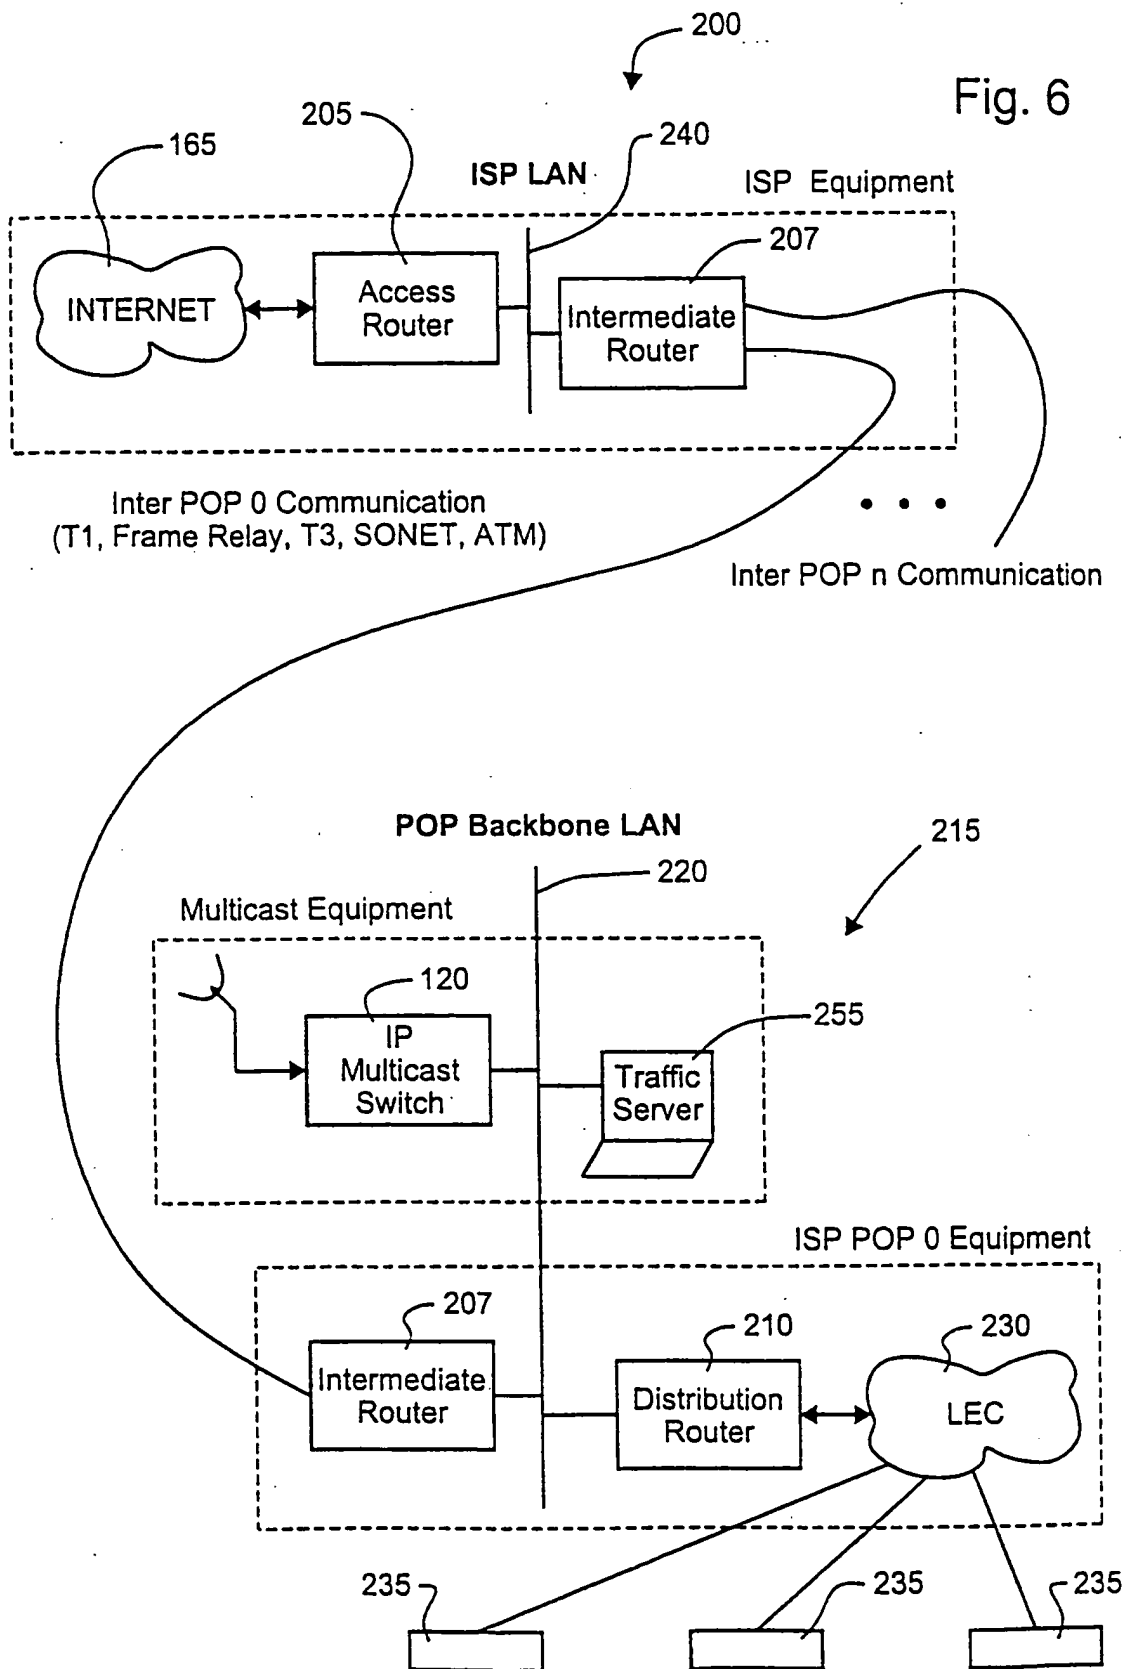 200
Fig. 6
205
240
165
ISP LAN
ISP Equipment
207
INTERNET
Access
Router
Intermediate
Router
Inter POP 0 Communication
(T1, Frame Relay, T3, SONET, ATM)
• • •
Inter POP n Communication
POP Backbone LAN
215
220
Multicast Equipment
120
255
IP
Multicast
Switch
Traffic
Server
ISP POP 0 Equipment
207
210
230
Intermediate
Router
Distribution
Router
LEC
235
235
235